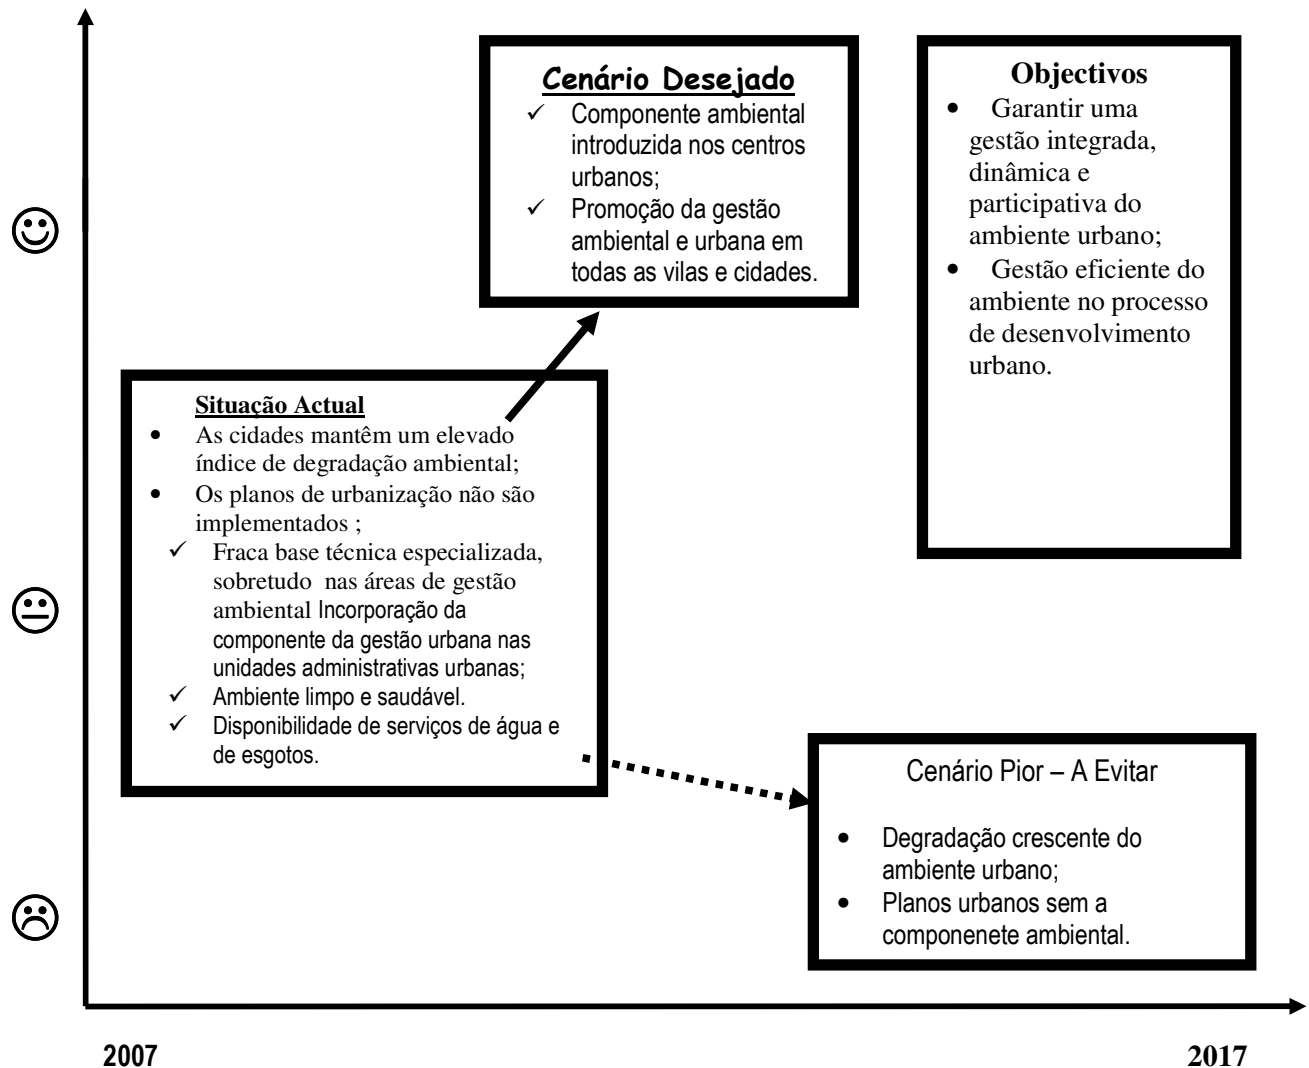 Cenário Desejado
✓ Componente ambiental
introduzida nos centros
urbanos;
✓ Promoção da gestão
ambiental e urbana em
todas as vilas e cidades.
Objectivos
• Garantir uma
gestão integrada,
dinâmica e
participativa do
ambiente urbano;
• Gestão eficiente do
ambiente no processo
de desenvolvimento
urbano.
Situação Actual
• As cidades mantêm um elevado
índice de degradação ambiental;
• Os planos de urbanização não são
implementados ;
✓ Fraca base técnica especializada,
sobretudo nas áreas de gestão
ambiental Incorporação da
componente da gestão urbana nas
unidades administrativas urbanas;
✓ Ambiente limpo e saudável.
✓ Disponibilidade de serviços de água e
de esgotos.
Cenário Pior – A Evitar
• Degradação crescente do
ambiente urbano;
• Planos urbanos sem a
componenete ambiental.
2007
2017